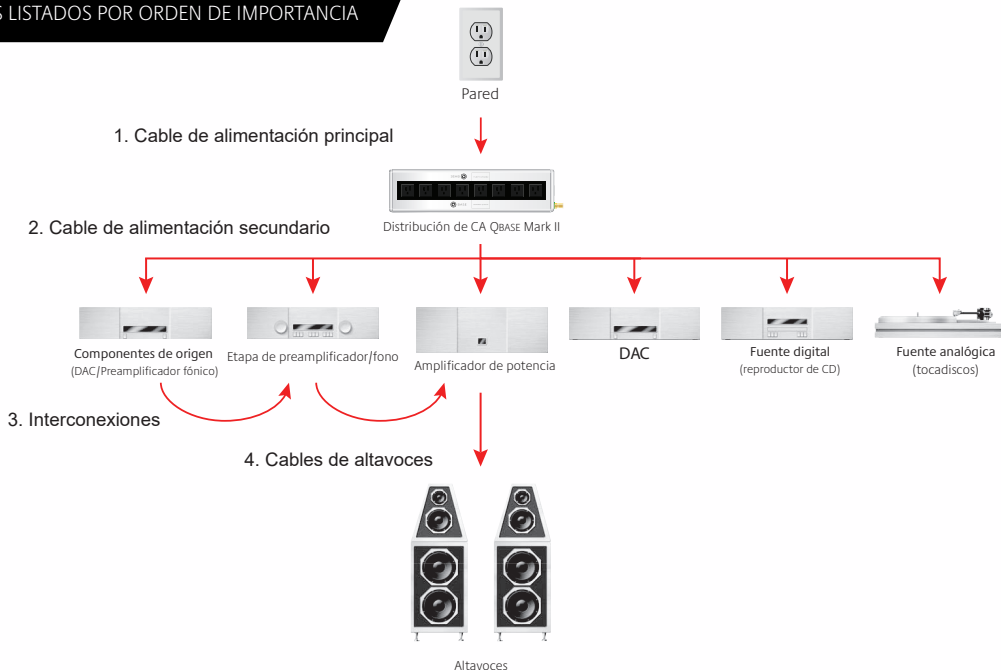 LISTADOS POR ORDEN DE IMPORTANCIA
Pared
1. Cable de alimentación principal
Distribución de CA QBASE Mark II
2. Cable de alimentación secundario
Componentes de origen
(DAC/Preamplificador fónico)
Etapa de preamplificador/fono
Amplificador de potencia
DAC
Fuente digital
(reproductor de CD)
Fuente analógica
(tocadiscos)
3. Interconexiones
4. Cables de altavoces
Altavoces